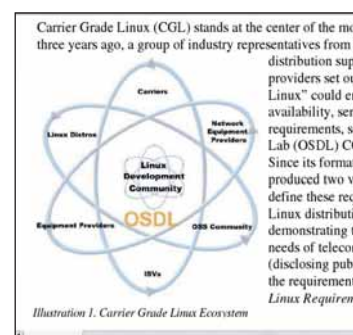 Carrier Grade Linux (CGL) stands at the center of the mo
three years ago, a group of industry representatives from
distribution sup
providers set ou
Linux" could en
availability, ser
requirements, s
Lab (OSDL) CG
Since its forma
produced two v
define these rec
Linux distributi
demonstrating t
needs of teleco
(disclosing pub
the requirement
Linux Requirem
Carriers
Linux Distros
Network
Equipment
Providers
Linux
Development
Community
OSDL
Equipment Providers
OSS Community
ISVs
Illustration 1. Carrier Grade Linux Ecosystem